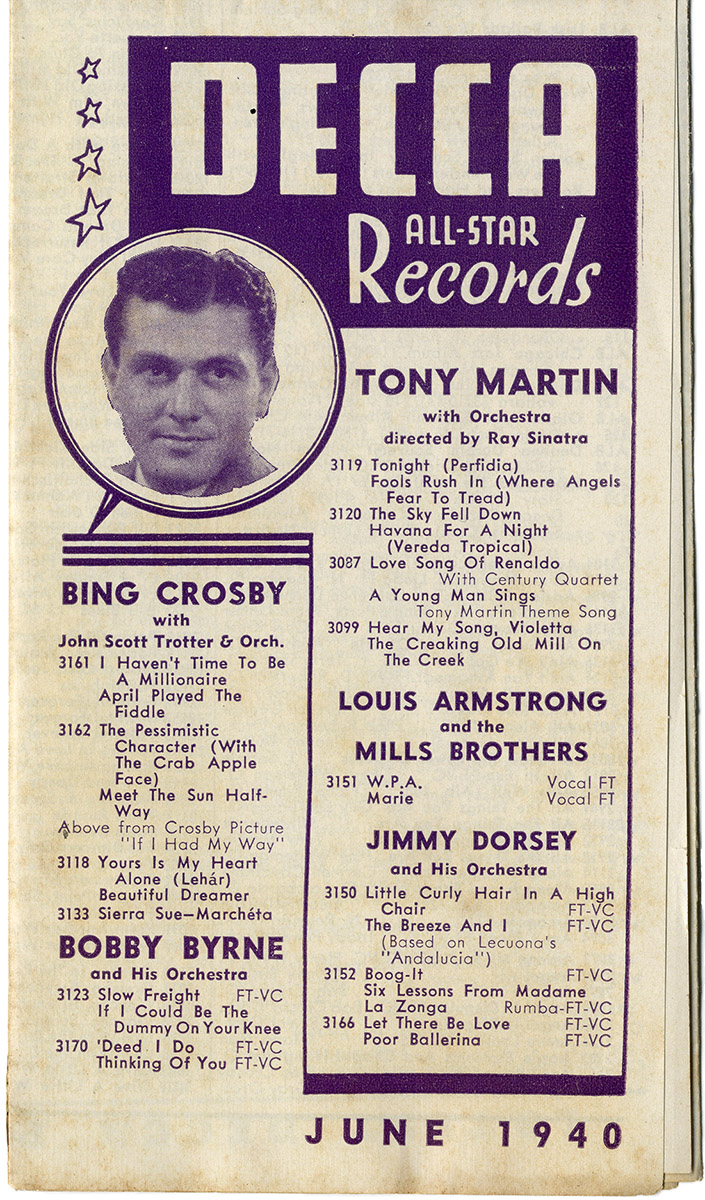 DECCA
ALL-STAR
Records
TONY MARTIN
with Orchestra
directed by Ray Sinatra
3119 Tonight (Perfidia)
Fools Rush In (Where Angels
Fear To Tread)
3120 The Sky Fell Down
Havana For A Night
(Vereda Tropical)
3087 Love Song Of Renaldo
With Century Quartet
A Young Man Sings
Tony Martin Theme Song
3099 Hear My Song, Violetta
The Creaking Old Mill On
The Creek
LOUIS ARMSTRONG
and the
MILLS BROTHERS
3151 W.P.A. Vocal FT
Marie Vocal FT
JIMMY DORSEY
and His Orchestra
3150 Little Curly Hair In A High
Chair FT-VC
The Breeze And I FT-VC
(Based on Lecuona's
"Andalucia")
3152 Boog-It FT-VC
Six Lessons From Madame
La Zonga Rumba-FT-VC
3166 Let There Be Love FT-VC
Poor Ballerina FT-VC
BING CROSBY
with
John Scott Trotter & Orch.
3161 I Haven't Time To Be
A Millionaire
April Played The
Fiddle
3162 The Pessimistic
Character (With
The Crab Apple
Face)
Meet The Sun Half-
Way
Above from Crosby Picture
"If I Had My Way"
3118 Yours Is My Heart
Alone (Lehár)
Beautiful Dreamer
3133 Sierra Sue—Marchéta
BOBBY BYRNE
and His Orchestra
3123 Slow Freight FT-VC
If I Could Be The
Dummy On Your Knee
3170 'Deed I Do FT-VC
Thinking Of You FT-VC
JUNE 1940